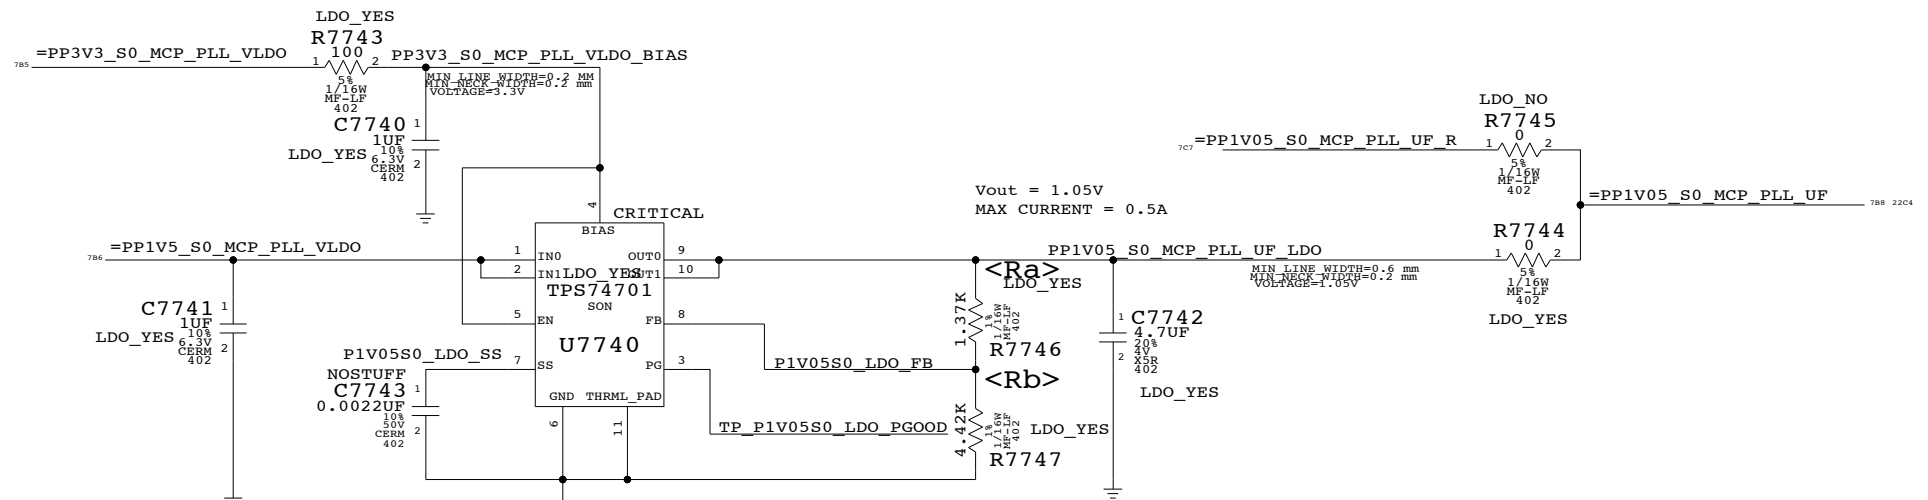 LDO_YES
R7743
=PP3V3_S0_MCP_PLL_VLDO
100
PP3V3_S0_MCP_PLL_VLDO_BIAS
7B5
1
2
5%
1/16W
MF-LF
402
MIN_LINE_WIDTH=0.2 MM
MIN_NECK_WIDTH=0.2 mm
VOLTAGE=3.3V
C7740
1
1UF
10%
LDO_YES
6.3V
CERM
402
2
LDO_NO
R7745
0
7C7
=PP1V05_S0_MCP_PLL_UF_R
1
2
5%
1/16W
MF-LF
402
Vout = 1.05V
MAX CURRENT = 0.5A
=PP1V05_S0_MCP_PLL_UF
7B8 22C4
4
CRITICAL
BIAS
R7744
0
1
2
5%
1/16W
MF-LF
402
LDO_YES
7B6
=PP1V5_S0_MCP_PLL_VLDO
1
IN0
OUT0
9
2
IN1
LDO_YES
OUT1
10
TPS74701
SON
PP1V05_S0_MCP_PLL_UF_LDO
MIN_LINE_WIDTH=0.6 mm
MIN_NECK_WIDTH=0.2 mm
VOLTAGE=1.05V
<Ra>
LDO_YES
1.37K
1%
1/16W
MF-LF
402
R7746
C7741
1
1UF
10%
LDO_YES
6.3V
CERM
402
2
5
EN
FB
8
U7740
C7742
1
4.7UF
20%
4V
X5R
402
2
LDO_YES
P1V05S0_LDO_SS
7
SS
PG
3
P1V05S0_LDO_FB
<Rb>
NOSTUFF
C7743
1
0.0022UF
10%
50V
CERM
402
2
GND
THRML_PAD
6
11
TP_P1V05S0_LDO_PGOOD
4.42K
1%
1/16W
MF-LF
402
LDO_YES
R7747